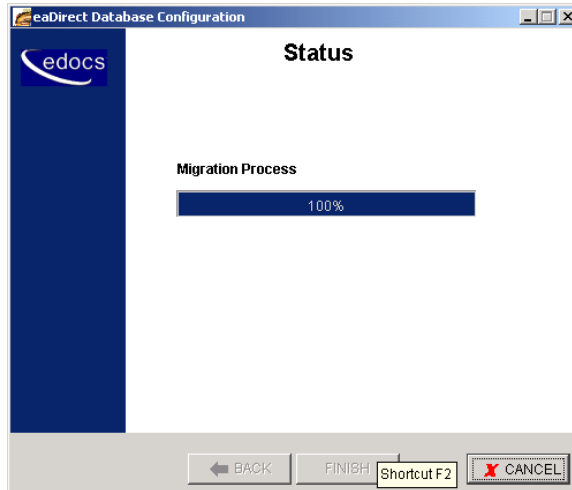 eaDirect Database Configuration
edocs
Status
Migration Process
100%
BACK
FINISH
Shortcut F2
CANCEL